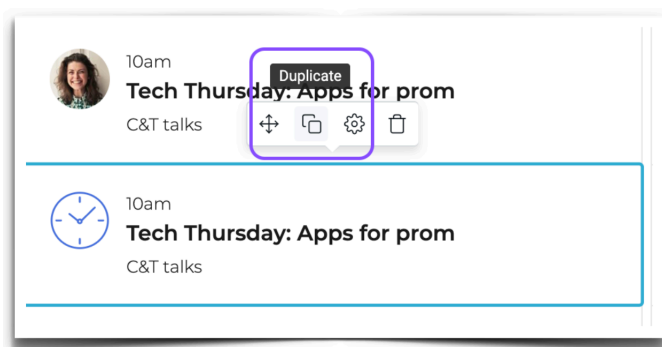 10am
Duplicate
Tech Thursday: Apps for prom
C&T talks
10am
Tech Thursday: Apps for prom
C&T talks